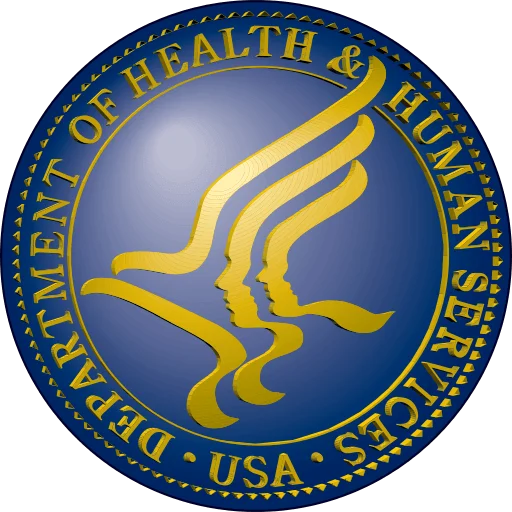 DEPARTMENT OF HEALTH & HUMAN SERVICES
· USA ·